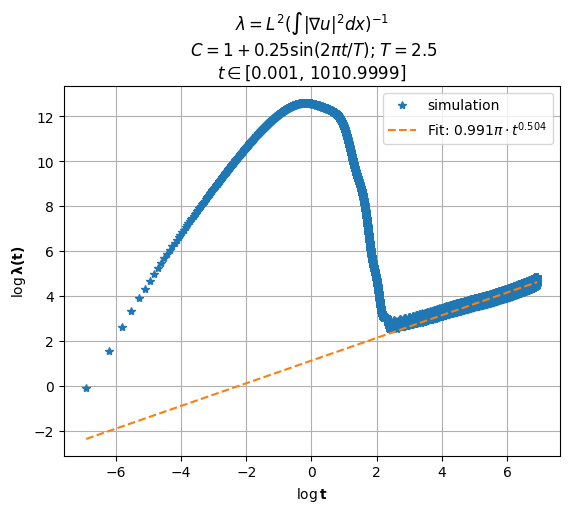 λ = L²(∫|∇u|²dx)⁻¹
C = 1 + 0.25sin(2πt/T); T = 2.5
t ∈ [0.001, 1010.9999]
simulation
Fit: 0.991π · t^0.504
log λ(t)
12
10
8
6
4
2
0
−2
−6
−4
−2
0
2
4
6
log t